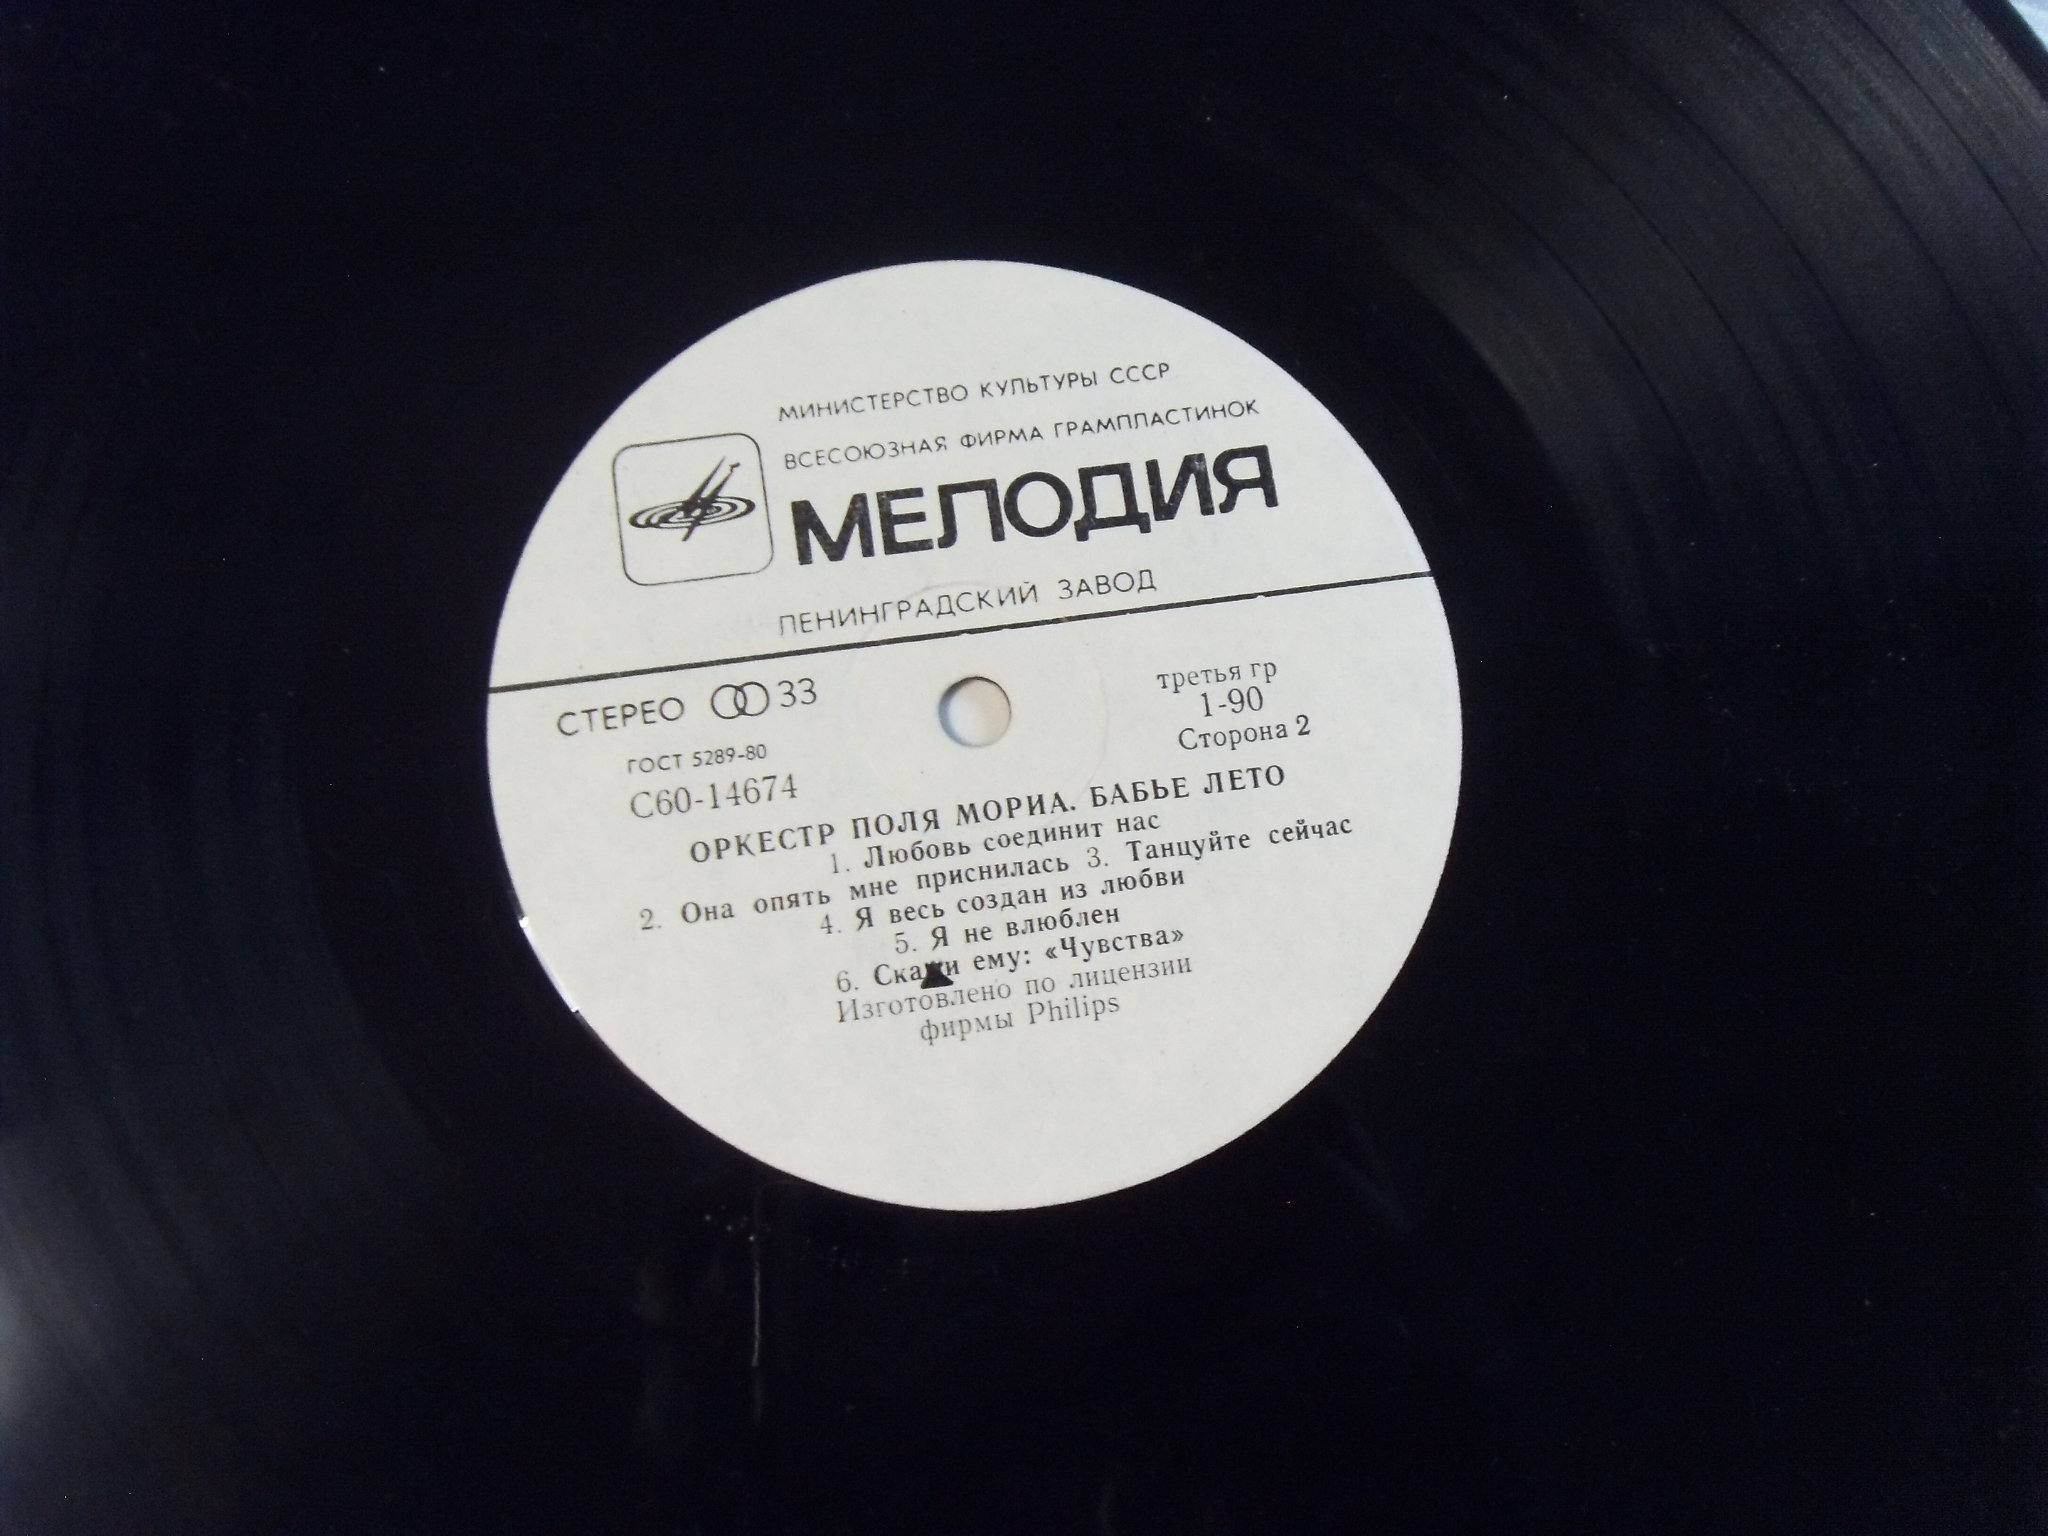 МИНИСТЕРСТВО КУЛЬТУРЫ СССР
ВСЕСОЮЗНАЯ ФИРМА ГРАМПЛАСТИНОК
МЕЛОДИЯ
ЛЕНИНГРАДСКИЙ ЗАВОД
СТЕРЕО 33
третья гр
1-90
Сторона 2
ГОСТ 5289-80
С60-14674
ОРКЕСТР ПОЛЯ МОРИА. БАБЬЕ ЛЕТО
1. Любовь соединит нас
2. Она опять мне приснилась 3. Танцуйте сейчас
4. Я весь создан из любви
5. Я не влюблен
6. Скажи ему: «Чувства»
Изготовлено по лицензии
фирмы Philips